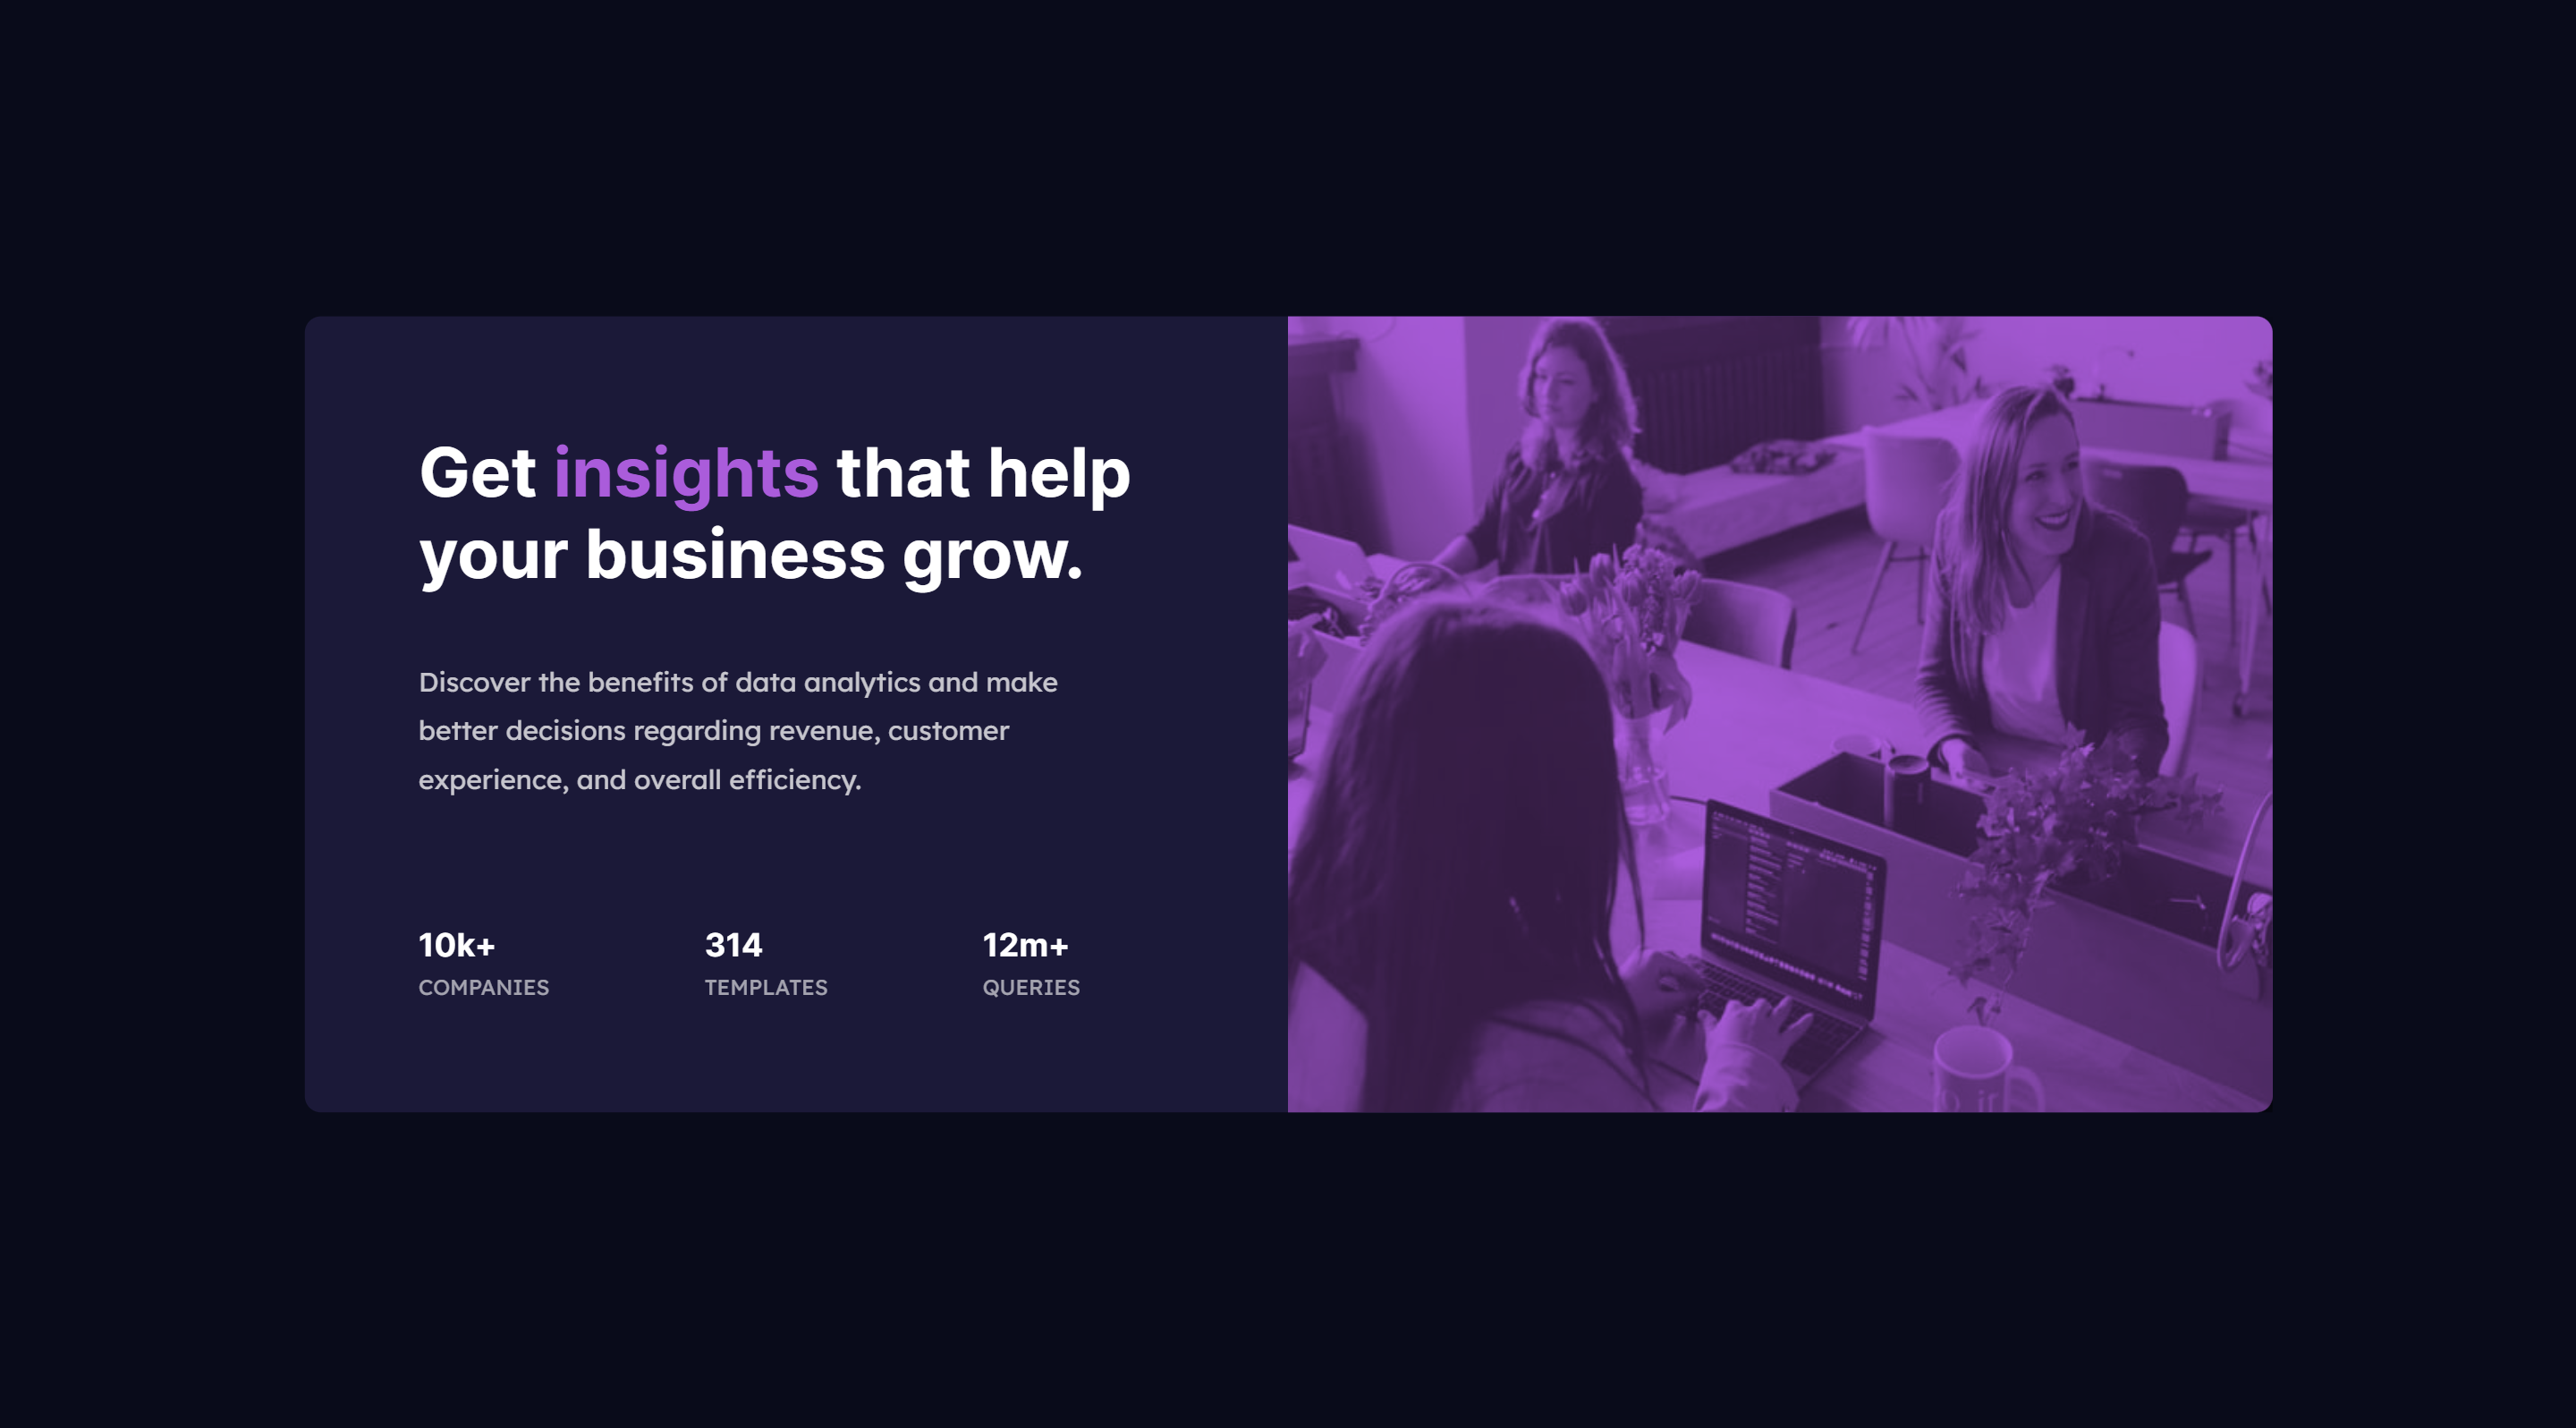 Get insights that help
your business grow.
Discover the benefits of data analytics and make
better decisions regarding revenue, customer
experience, and overall efficiency.
10k+ 314 12m+
COMPANIES TEMPLATES QUERIES